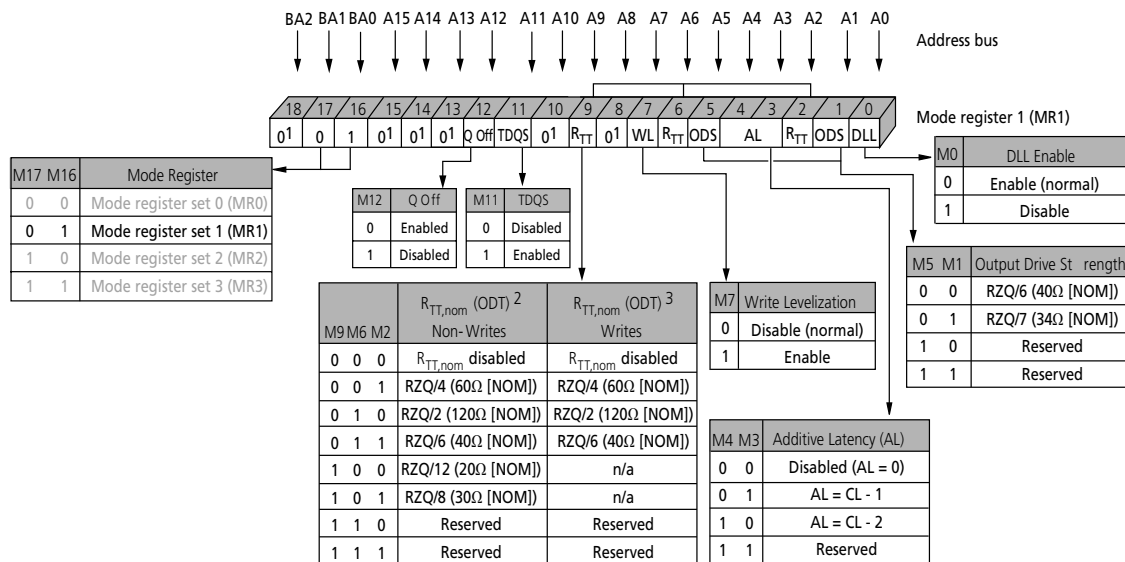 BA2 BA1 BA0 A15 A14 A13 A12 A11 A10 A9 A8 A7 A6 A5 A4 A3 A2 A1 A0
Address bus
18 17 16 15 14 13 12 11 10 9 8 7 6 5 4 3 2 1 0
0¹ 0 1 0¹ 0¹ 0¹ Q Off TDQS 0¹ RTT 0¹ WL RTT ODS AL RTT ODS DLL
Mode register 1 (MR1)
M17 M16 Mode Register
0 0 Mode register set 0 (MR0)
0 1 Mode register set 1 (MR1)
1 0 Mode register set 2 (MR2)
1 1 Mode register set 3 (MR3)
M12 Q Off
0 Enabled
1 Disabled
M11 TDQS
0 Disabled
1 Enabled
M0 DLL Enable
0 Enable (normal)
1 Disable
M5 M1 Output Drive St rength
0 0 RZQ/6 (40Ω [NOM])
0 1 RZQ/7 (34Ω [NOM])
1 0 Reserved
1 1 Reserved
M9 M6 M2 RTT,nom (ODT) 2 Non-Writes RTT,nom (ODT) 3 Writes
0 0 0 RTT,nom disabled RTT,nom disabled
0 0 1 RZQ/4 (60Ω [NOM]) RZQ/4 (60Ω [NOM])
0 1 0 RZQ/2 (120Ω [NOM]) RZQ/2 (120Ω [NOM])
0 1 1 RZQ/6 (40Ω [NOM]) RZQ/6 (40Ω [NOM])
1 0 0 RZQ/12 (20Ω [NOM]) n/a
1 0 1 RZQ/8 (30Ω [NOM]) n/a
1 1 0 Reserved Reserved
1 1 1 Reserved Reserved
M7 Write Levelization
0 Disable (normal)
1 Enable
M4 M3 Additive Latency (AL)
0 0 Disabled (AL = 0)
0 1 AL = CL - 1
1 0 AL = CL - 2
1 1 Reserved